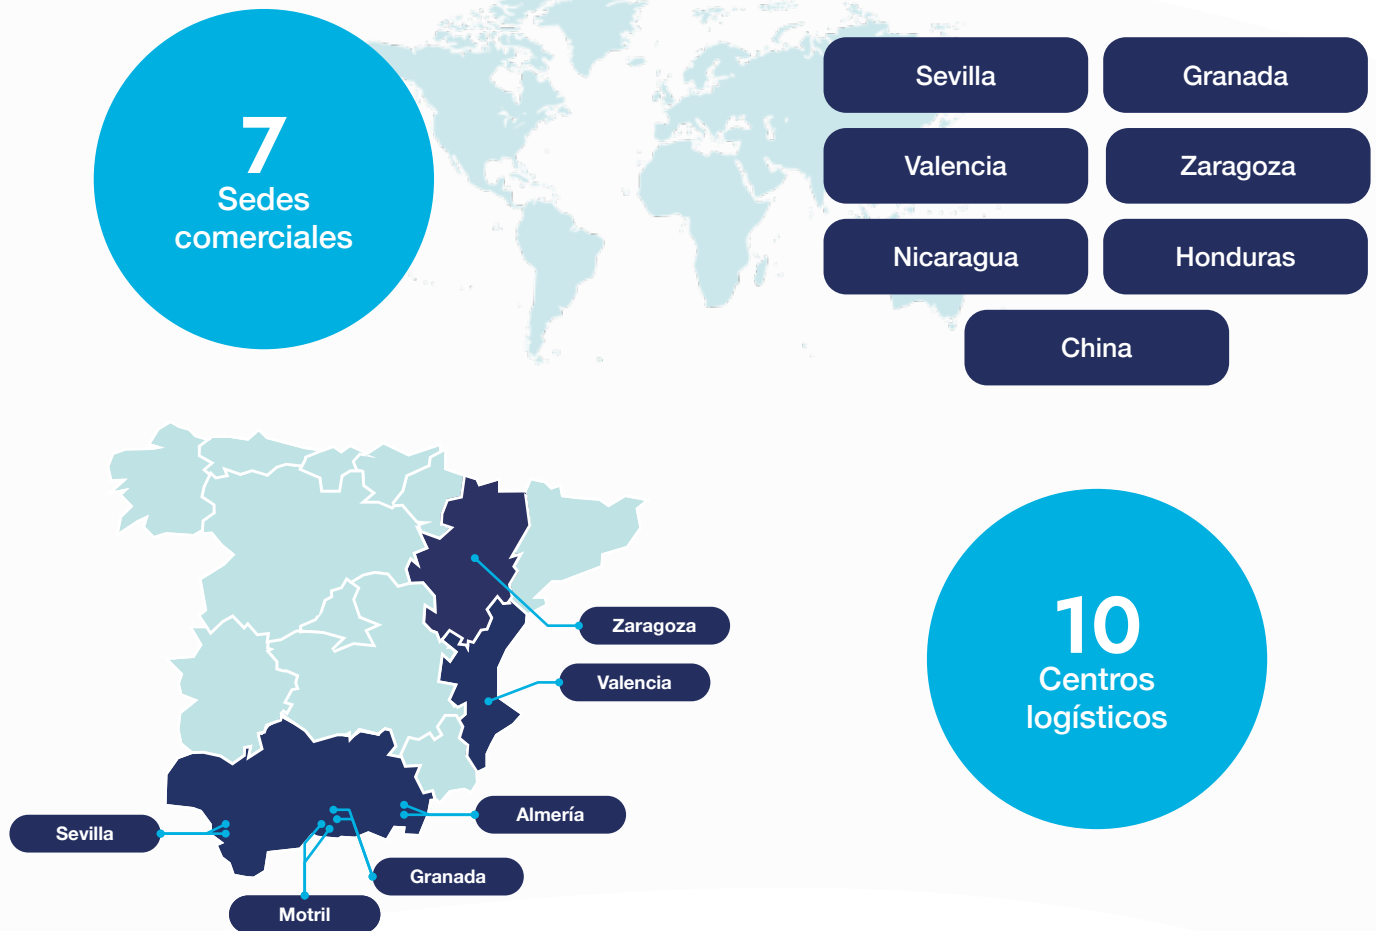 7
Sedes
comerciales
Sevilla
Granada
Valencia
Zaragoza
Nicaragua
Honduras
China
Zaragoza
Valencia
Almería
Sevilla
Granada
Motril
10
Centros
logísticos